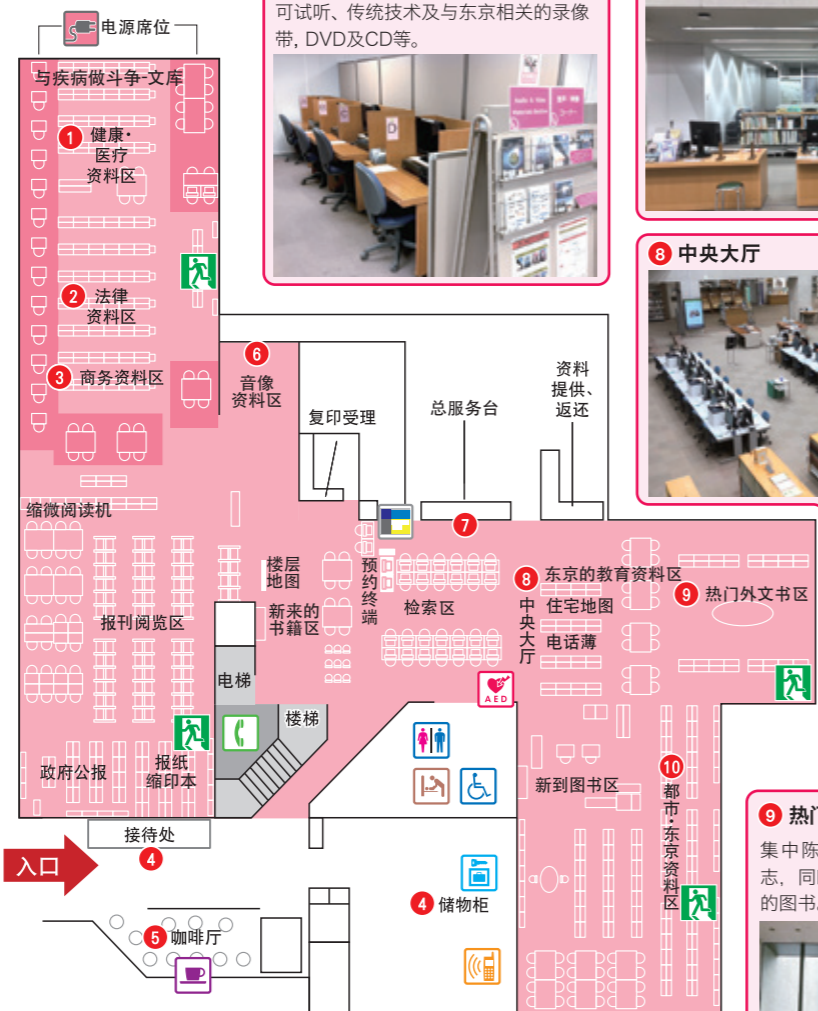 电源席位
可试听、传统技术及与东京相关的录像
带, DVD及CD等。
D
8 中央大厅
与疾病做斗争-文库
1 健康・
医疗
资料区
2 法律
资料区
3 商务资料区
6
音像
资料区
复印受理
总服务台
资料
提供、
返还
7
缩微阅读机
楼层
地图
预约终端
新来的
书籍区
报刊阅览区
检索区
8 中央大厅
东京的教育资料区
住宅地图
电话薄
9 热门外文书区
AED
电梯
楼梯
政府公报
报纸
缩印本
新到图书区
10 都市・东京资料区
接待处
4
入口
4 储物柜
5 咖啡厅
9 热门
集中陈
志, 同
的图书